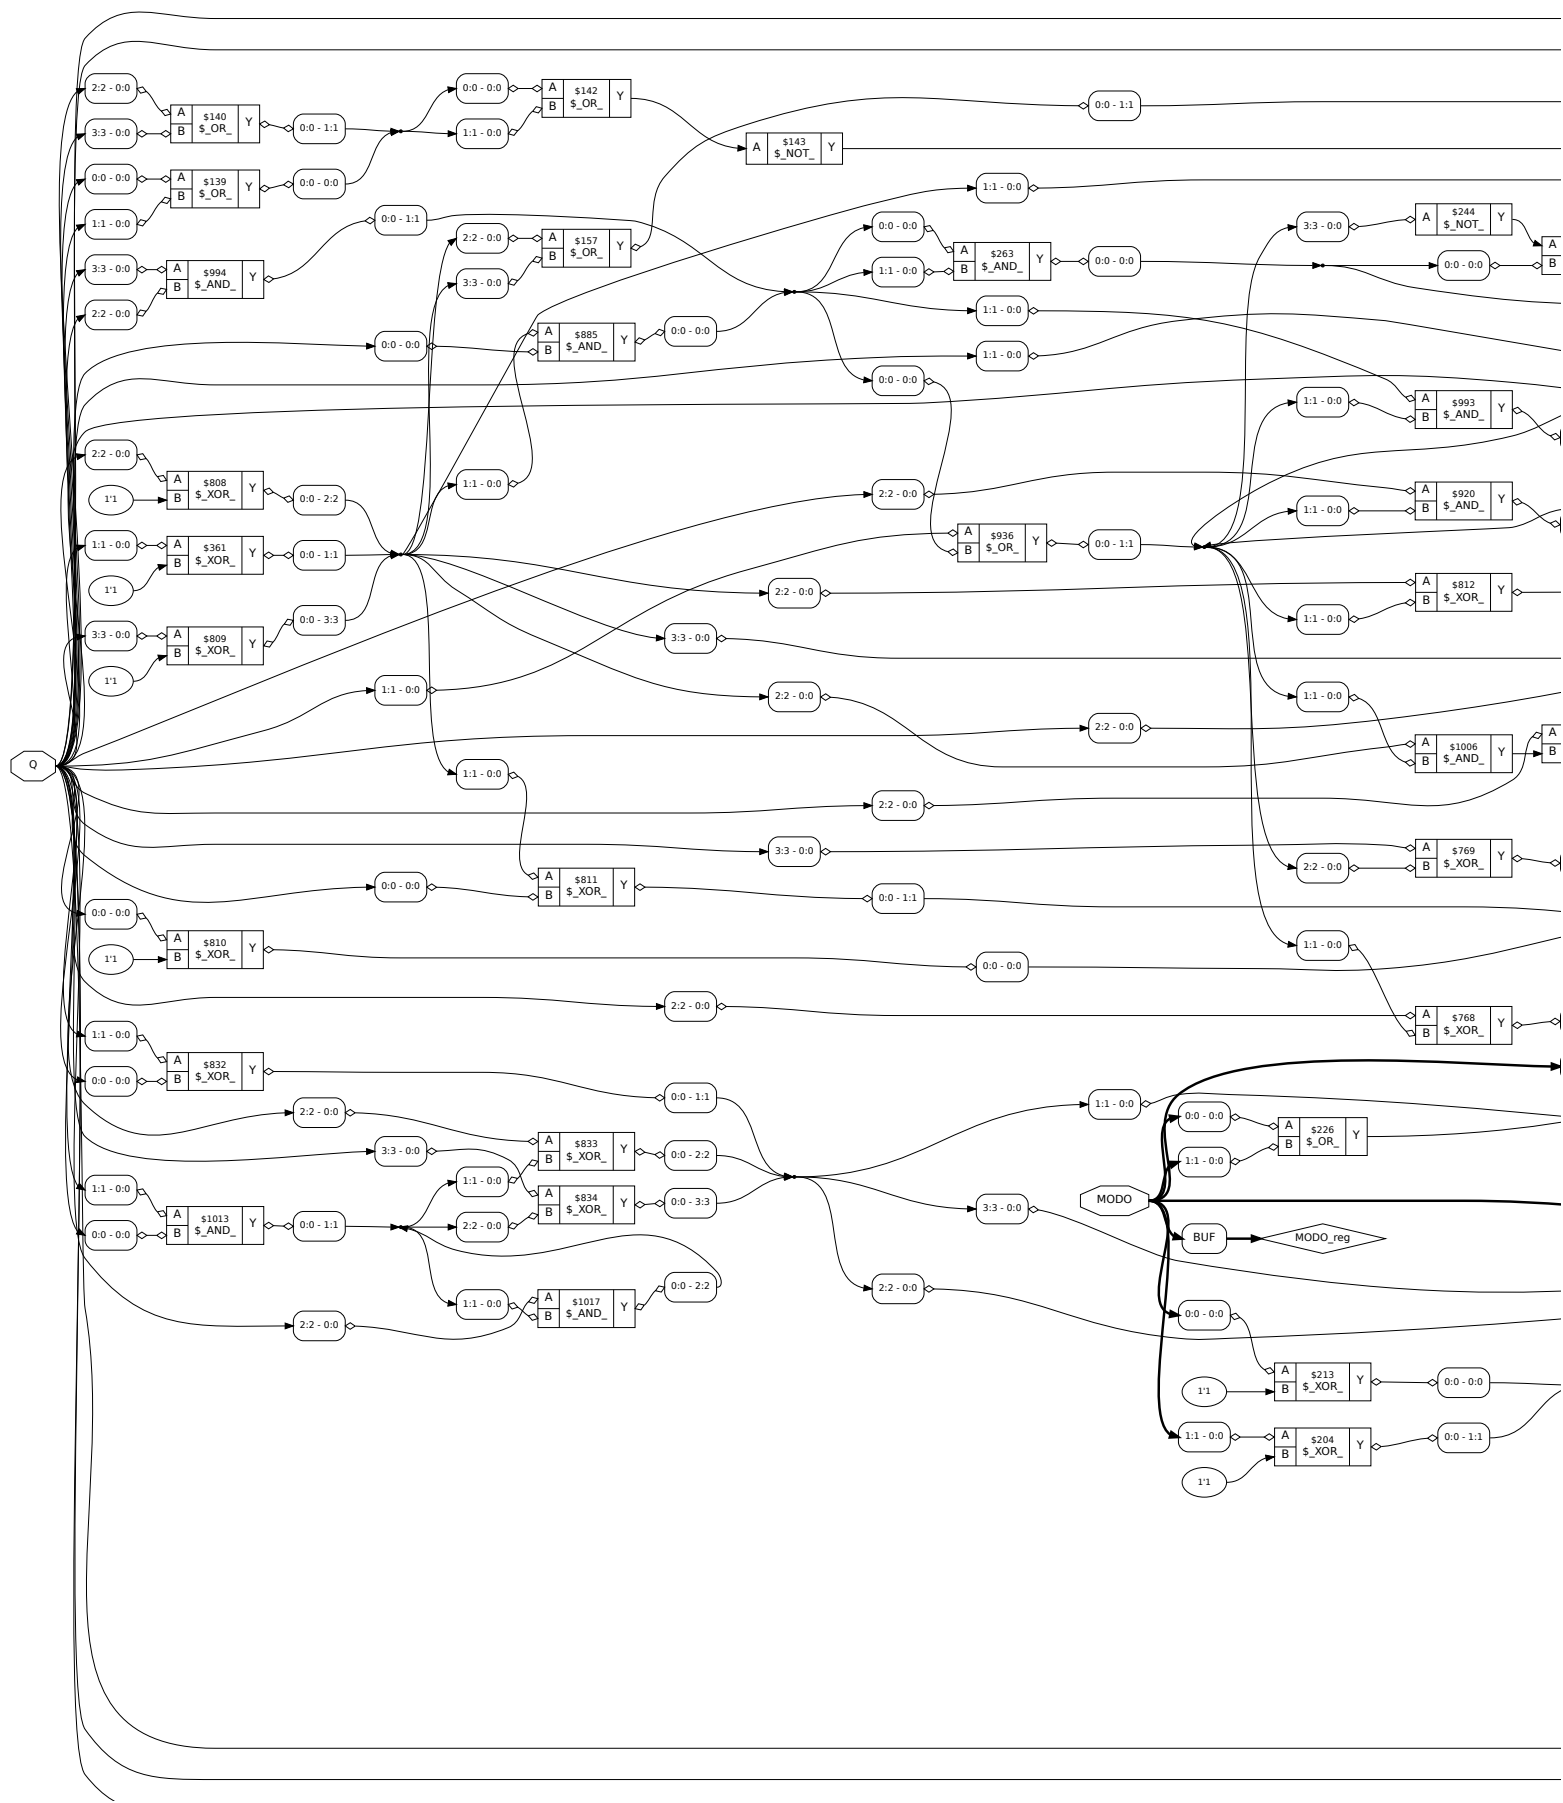 2:2 - 0:0
A $140 Y
B $_OR_
3:3 - 0:0
0:0 - 1:1
0:0 - 0:0
A $142 Y
B $_OR_
1:1 - 0:0
0:0 - 1:1
A $143 Y
$_NOT_
0:0 - 0:0
A $139 Y
B $_OR_
0:0 - 0:0
1:1 - 0:0
1:1 - 0:0
0:0 - 1:1
2:2 - 0:0
A $157 Y
B $_OR_
3:3 - 0:0
0:0 - 0:0
A $263 Y
B $_AND_
0:0 - 0:0
1:1 - 0:0
3:3 - 0:0
A $244 Y
$_NOT_
A
B
0:0 - 0:0
3:3 - 0:0
A $994 Y
B $_AND_
2:2 - 0:0
1:1 - 0:0
0:0 - 0:0
A $885 Y
B $_AND_
0:0 - 0:0
1:1 - 0:0
0:0 - 0:0
1:1 - 0:0
A $993 Y
B $_AND_
2:2 - 0:0
A $808 Y
B $_XOR_
1'1
0:0 - 2:2
1:1 - 0:0
2:2 - 0:0
A $920 Y
B $_AND_
1:1 - 0:0
1:1 - 0:0
A $361 Y
B $_XOR_
1'1
0:0 - 1:1
A $936 Y
B $_OR_
0:0 - 1:1
2:2 - 0:0
A $812 Y
B $_XOR_
1:1 - 0:0
3:3 - 0:0
A $809 Y
B $_XOR_
1'1
0:0 - 3:3
3:3 - 0:0
1:1 - 0:0
2:2 - 0:0
2:2 - 0:0
1:1 - 0:0
A $1006 Y
B $_AND_
A
B
Q
1:1 - 0:0
2:2 - 0:0
3:3 - 0:0
A $769 Y
B $_XOR_
2:2 - 0:0
0:0 - 0:0
A $811 Y
B $_XOR_
0:0 - 1:1
0:0 - 0:0
A $810 Y
B $_XOR_
1'1
0:0 - 0:0
1:1 - 0:0
2:2 - 0:0
A $768 Y
B $_XOR_
1:1 - 0:0
A $832 Y
B $_XOR_
0:0 - 0:0
0:0 - 1:1
1:1 - 0:0
2:2 - 0:0
0:0 - 0:0
A $226 Y
B $_OR_
1:1 - 0:0
3:3 - 0:0
A $833 Y
B $_XOR_
0:0 - 2:2
1:1 - 0:0
1:1 - 0:0
A $1013 Y
B $_AND_
0:0 - 0:0
0:0 - 1:1
2:2 - 0:0
A $834 Y
B $_XOR_
0:0 - 3:3
3:3 - 0:0
MODO
BUF
MODO_reg
1:1 - 0:0
A $1017 Y
B $_AND_
0:0 - 2:2
2:2 - 0:0
2:2 - 0:0
0:0 - 0:0
A $213 Y
B $_XOR_
1'1
0:0 - 0:0
1:1 - 0:0
A $204 Y
B $_XOR_
1'1
0:0 - 1:1